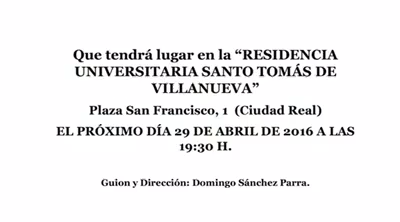 Que tendrá lugar en la “RESIDENCIA
UNIVERSITARIA SANTO TOMÁS DE
VILLANUEVA”
Plaza San Francisco, 1 (Ciudad Real)
EL PRÓXIMO DÍA 29 DE ABRIL DE 2016 A LAS
19:30 H.
Guion y Dirección: Domingo Sánchez Parra.